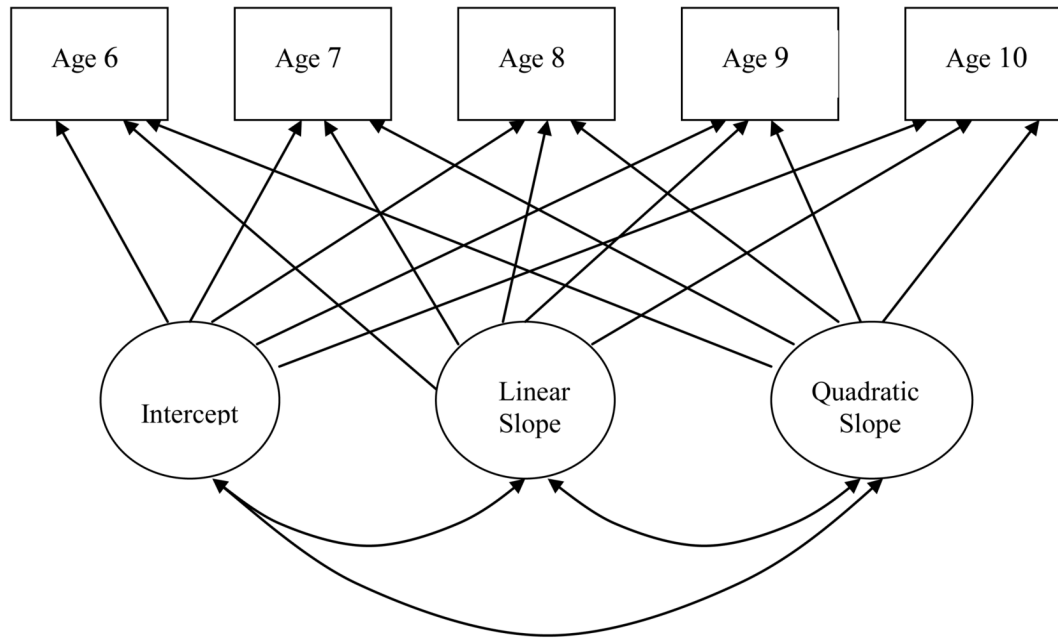 Age 6
Age 7
Age 8
Age 9
Age 10
Intercept
Linear
Slope
Quadratic
Slope